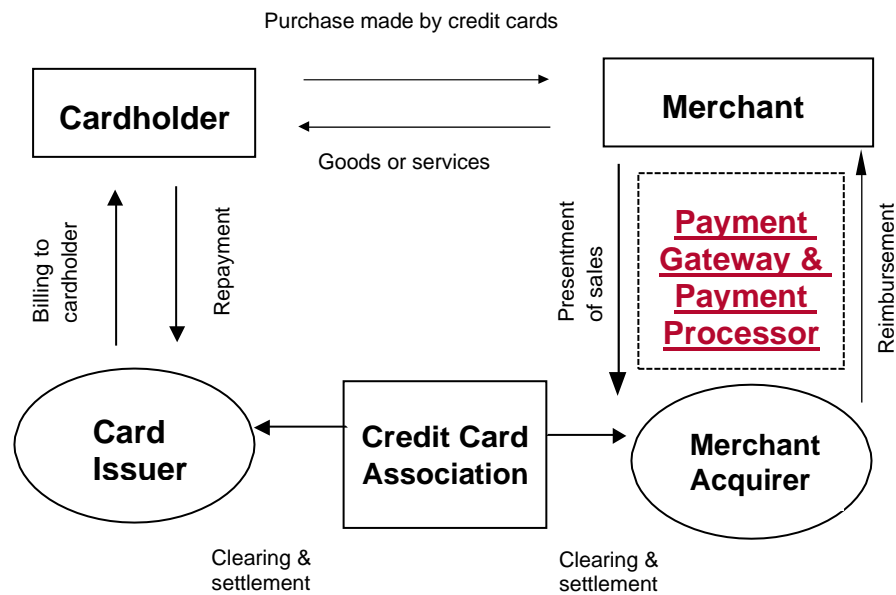 Purchase made by credit cards
Cardholder
Merchant
Goods or services
Billing to
cardholder
Repayment
Presentment
of sales
Payment
Gateway &
Payment
Processor
Reimbursement
Card
Issuer
Credit Card
Association
Merchant
Acquirer
Clearing &
settlement
Clearing &
settlement